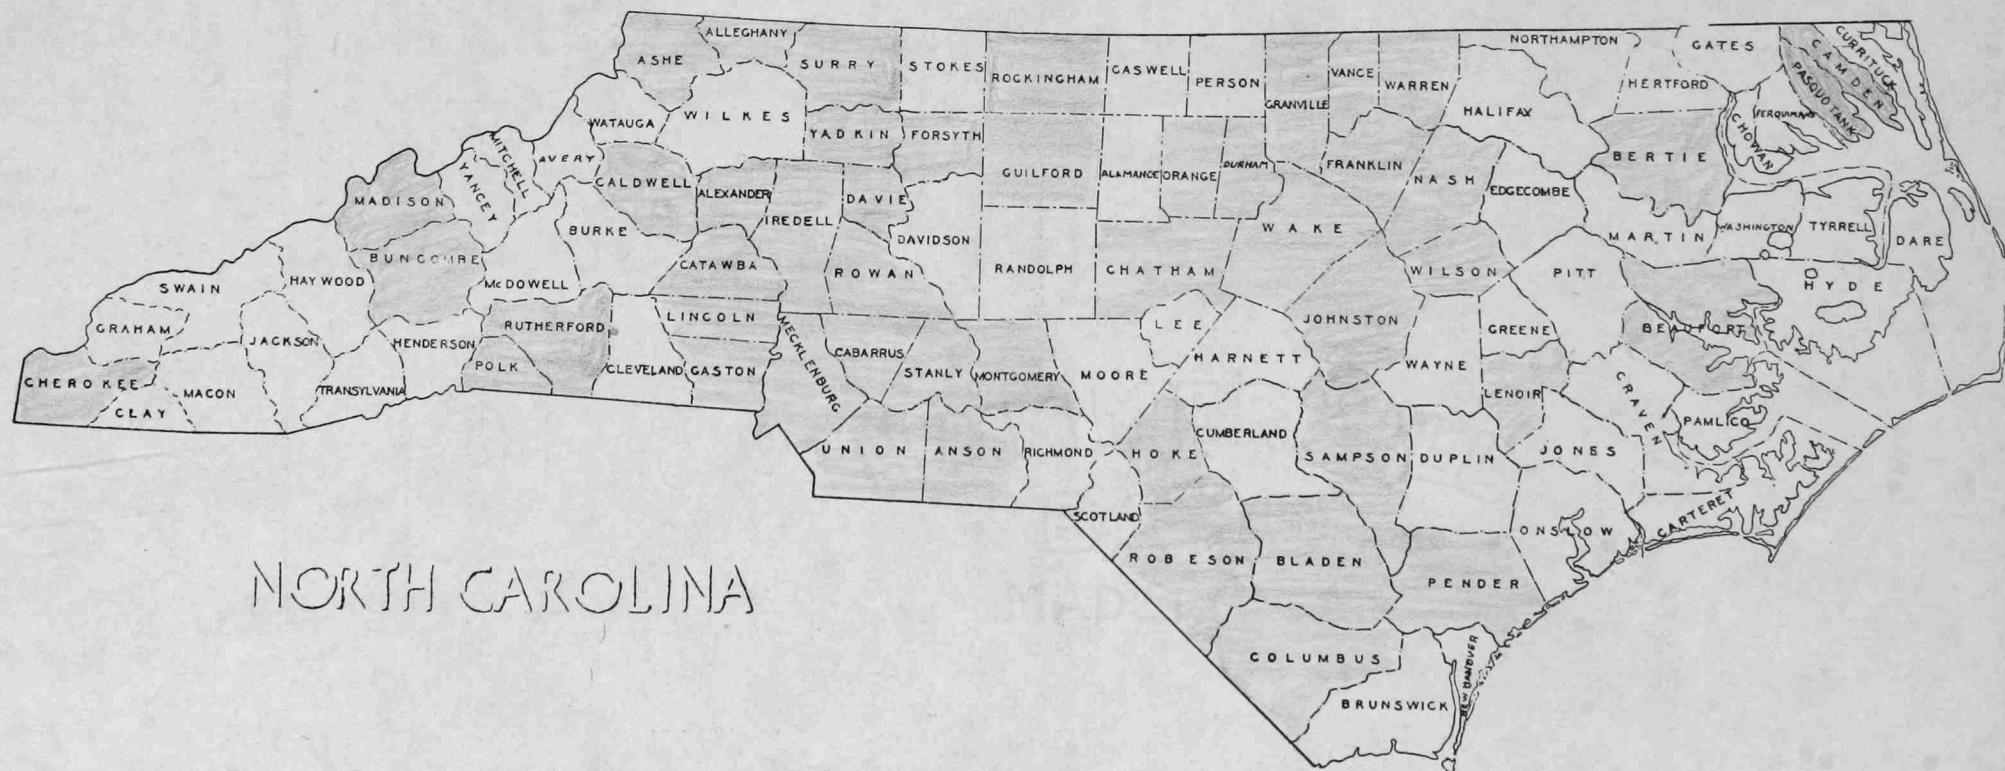 ALLEGHANY
ASHE
SURRY
STOKES
ROCKINGHAM
CASWELL
PERSON
GRANVILLE
VANCE
WARREN
NORTHAMPTON
GATES
CURRITUCK
CAMDEN
PASQUOTANK
PERQUIMANS
CHOWAN
HERTFORD
HALIFAX
WATAUGA
WILKES
YADKIN
FORSYTH
GUILFORD
ALAMANCE
ORANGE
DURHAM
FRANKLIN
NASH
EDGECOMBE
BERTIE
MITCHELL
AVERY
YANCEY
CALDWELL
ALEXANDER
IREDELL
DAVIE
MADISON
BURKE
DAVIDSON
WAKE
MARTIN
WASHINGTON
TYRRELL
DARE
BUNCOMBE
McDOWELL
CATAWBA
ROWAN
RANDOLPH
CHATHAM
WILSON
PITT
HYDE
SWAIN
HAYWOOD
GRAHAM
JACKSON
HENDERSON
RUTHERFORD
LINCOLN
MECKLENBURG
CABARRUS
LEE
JOHNSTON
GREENE
BEAUFORT
CHEROKEE
CLAY
MACON
TRANSYLVANIA
POLK
CLEVELAND
GASTON
STANLY
MONTGOMERY
MOORE
HARNETT
WAYNE
LENOIR
CRAVEN
PAMLICO
UNION
ANSON
RICHMOND
HOKE
CUMBERLAND
SAMPSON
DUPLIN
JONES
SCOTLAND
ROBESON
BLADEN
PENDER
ONSLOW
CARTERET
COLUMBUS
BRUNSWICK
NEW HANOVER
NORTH CAROLINA